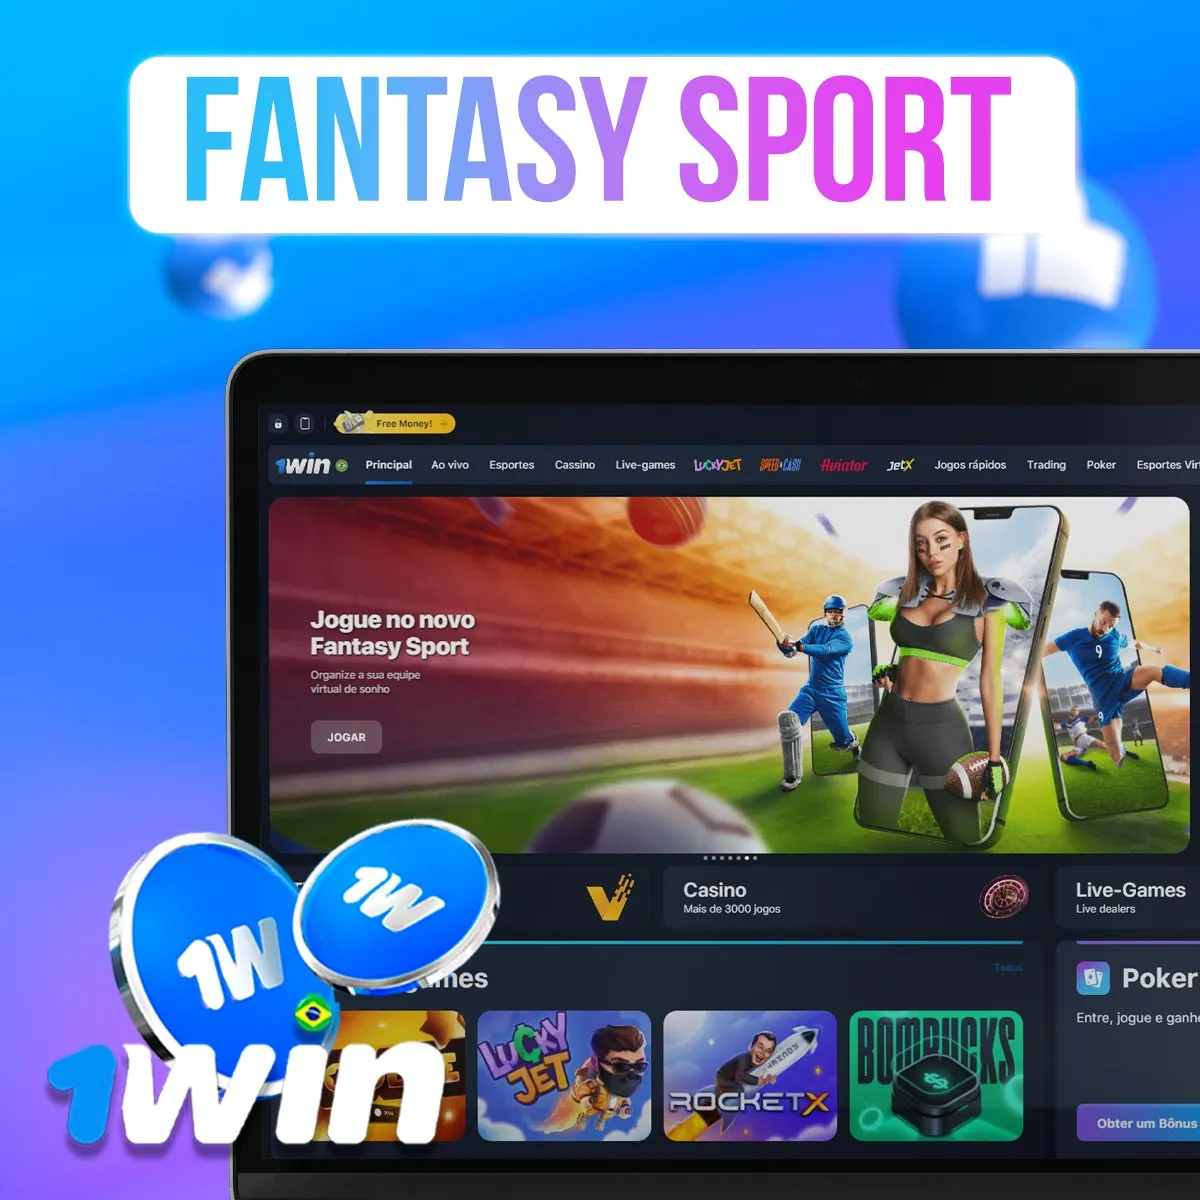 FANTASY SPORT
Free Money!
1win Principal Ao vivo Esportes Cassino Live-games LUCKYJET SPEED&CASH Aviator JetX Jogos rápidos Trading Poker Esportes Virt
Jogue no novo
Fantasy Sport
Organize a sua equipe
virtual de sonho
JOGAR
9
Casino
Mais de 3000 jogos
Live-Games
Live dealers
1W
1W
Todos
Poker
Entre, jogue e ganhe
LUCKY
JET
ROCKETX
BOMBUCKS
Obter um Bônus
1win